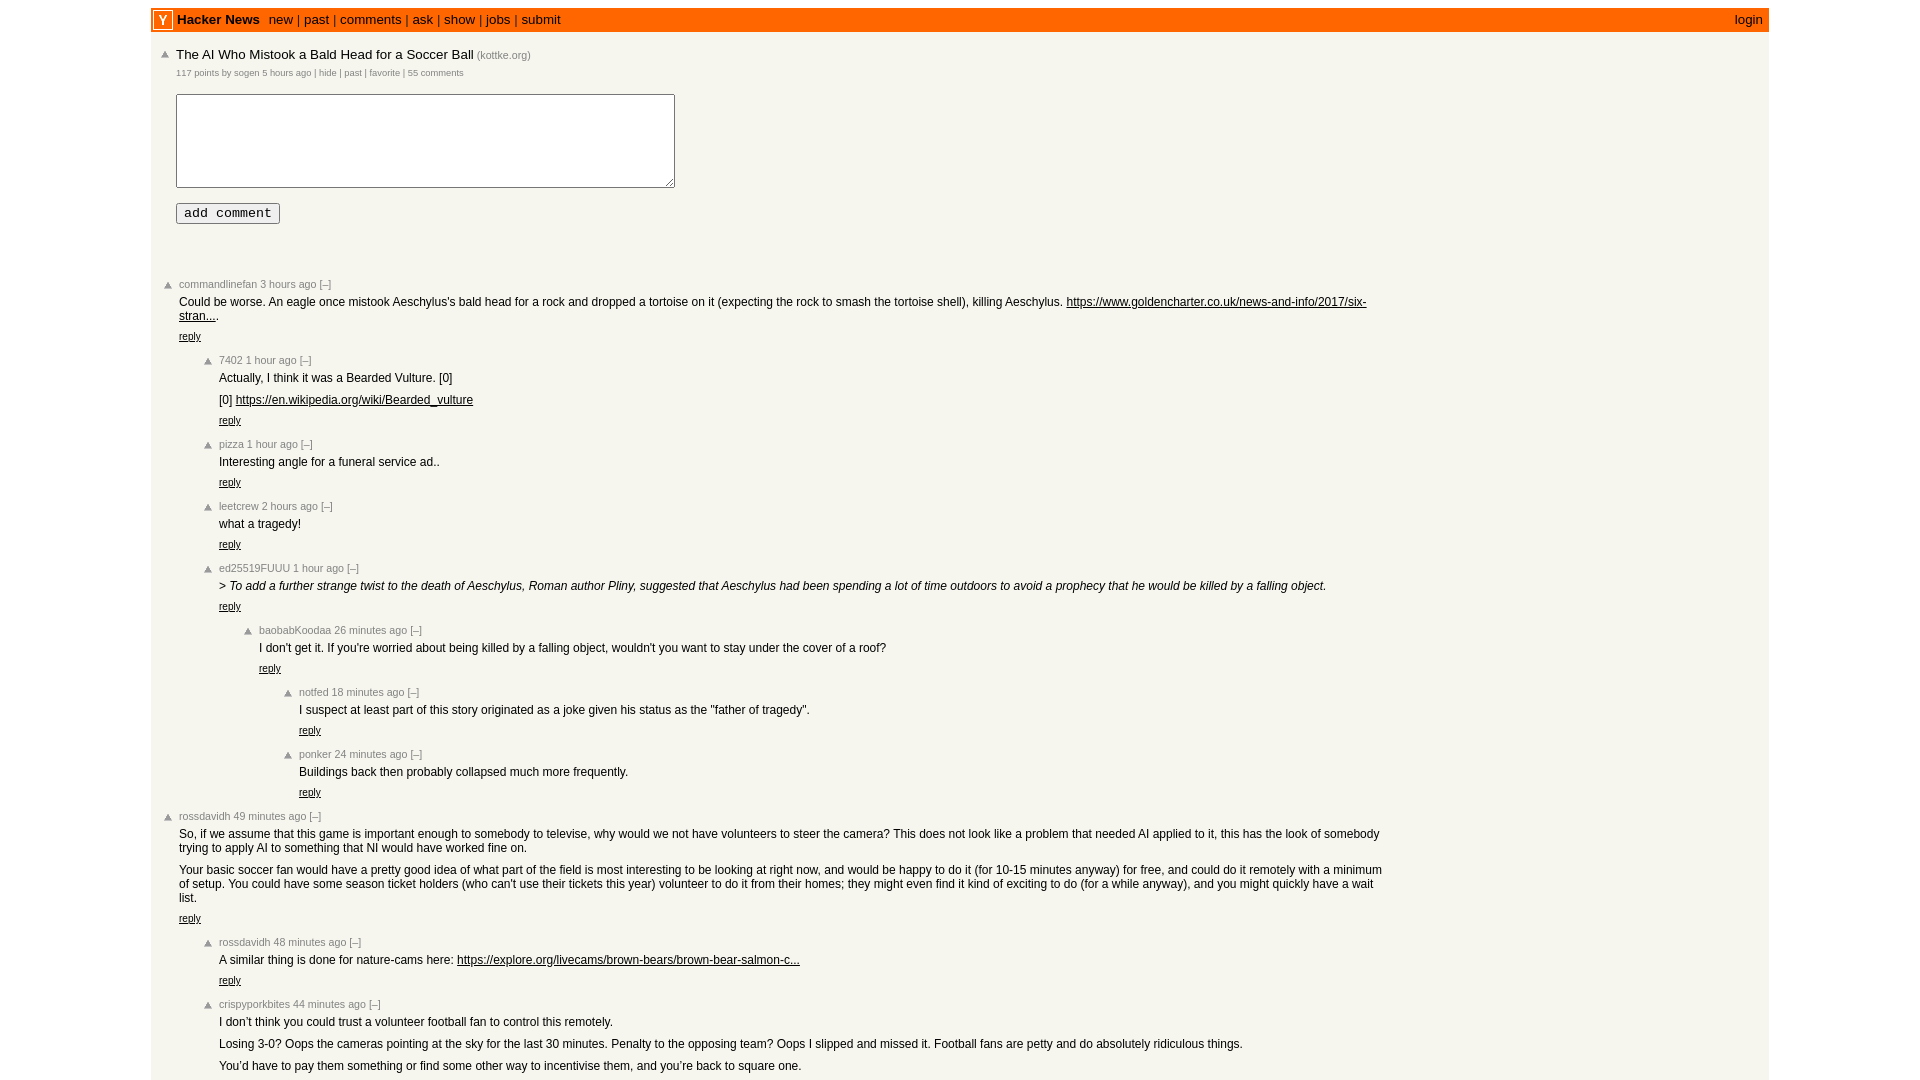 Y Hacker News new | past | comments | ask | show | jobs | submit login
The AI Who Mistook a Bald Head for a Soccer Ball (kottke.org)
117 points by sogen 5 hours ago | hide | past | favorite | 55 comments
add comment
commandlinefan 3 hours ago [–]
Could be worse. An eagle once mistook Aeschylus's bald head for a rock and dropped a tortoise on it (expecting the rock to smash the tortoise shell), killing Aeschylus. https://www.goldencharter.co.uk/news-and-info/2017/six-
stran....
reply
7402 1 hour ago [–]
Actually, I think it was a Bearded Vulture. [0]
[0] https://en.wikipedia.org/wiki/Bearded_vulture
reply
pizza 1 hour ago [–]
Interesting angle for a funeral service ad..
reply
leetcrew 2 hours ago [–]
what a tragedy!
reply
ed25519FUUU 1 hour ago [–]
> To add a further strange twist to the death of Aeschylus, Roman author Pliny, suggested that Aeschylus had been spending a lot of time outdoors to avoid a prophecy that he would be killed by a falling object.
reply
baobabKoodaa 26 minutes ago [–]
I don't get it. If you're worried about being killed by a falling object, wouldn't you want to stay under the cover of a roof?
reply
notfed 18 minutes ago [–]
I suspect at least part of this story originated as a joke given his status as the "father of tragedy".
reply
ponker 24 minutes ago [–]
Buildings back then probably collapsed much more frequently.
reply
rossdavidh 49 minutes ago [–]
So, if we assume that this game is important enough to somebody to televise, why would we not have volunteers to steer the camera? This does not look like a problem that needed AI applied to it, this has the look of somebody
trying to apply AI to something that NI would have worked fine on.
Your basic soccer fan would have a pretty good idea of what part of the field is most interesting to be looking at right now, and would be happy to do it (for 10-15 minutes anyway) for free, and could do it remotely with a minimum
of setup. You could have some season ticket holders (who can't use their tickets this year) volunteer to do it from their homes; they might even find it kind of exciting to do (for a while anyway), and you might quickly have a wait
list.
reply
rossdavidh 48 minutes ago [–]
A similar thing is done for nature-cams here: https://explore.org/livecams/brown-bears/brown-bear-salmon-c...
reply
crispyporkbites 44 minutes ago [–]
I don’t think you could trust a volunteer football fan to control this remotely.
Losing 3-0? Oops the cameras pointing at the sky for the last 30 minutes. Penalty to the opposing team? Oops I slipped and missed it. Football fans are petty and do absolutely ridiculous things.
You’d have to pay them something or find some other way to incentivise them, and you’re back to square one.